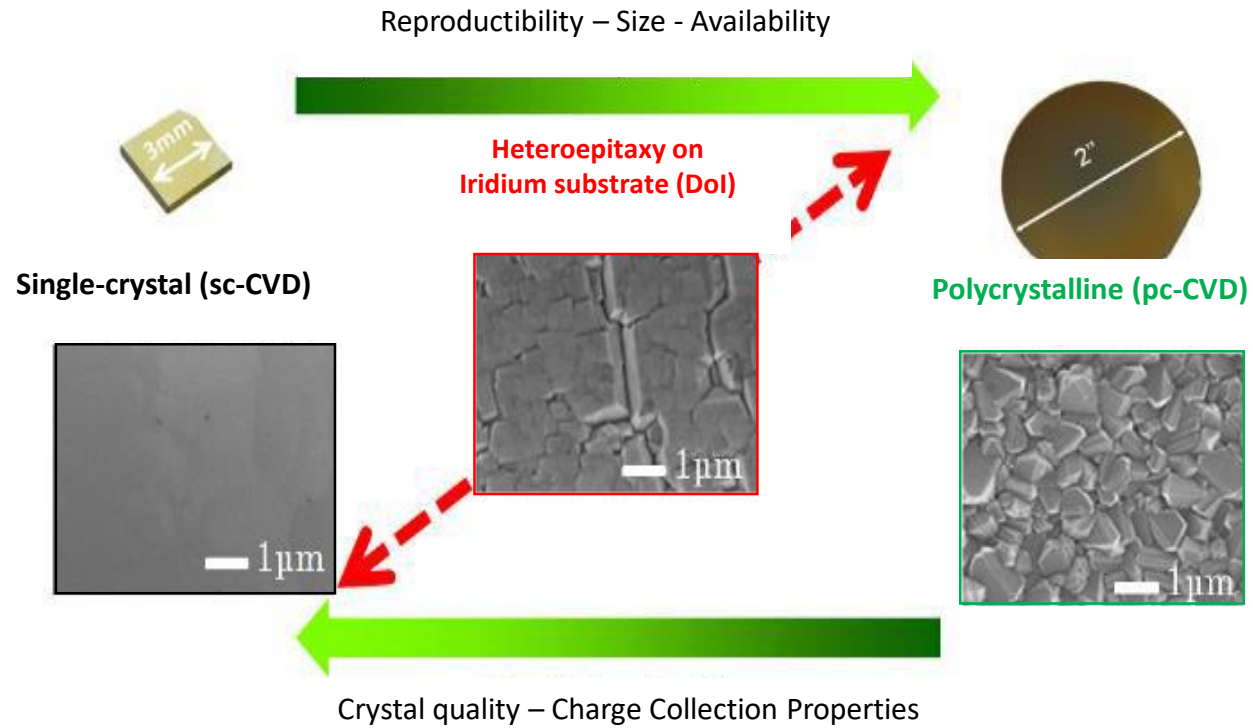 Reproductibility – Size - Availability
3mm
Heteroepitaxy on
Iridium substrate (DoI)
2"
Single-crystal (sc-CVD)
Polycrystalline (pc-CVD)
1μm
1μm
1μm
Crystal quality – Charge Collection Properties